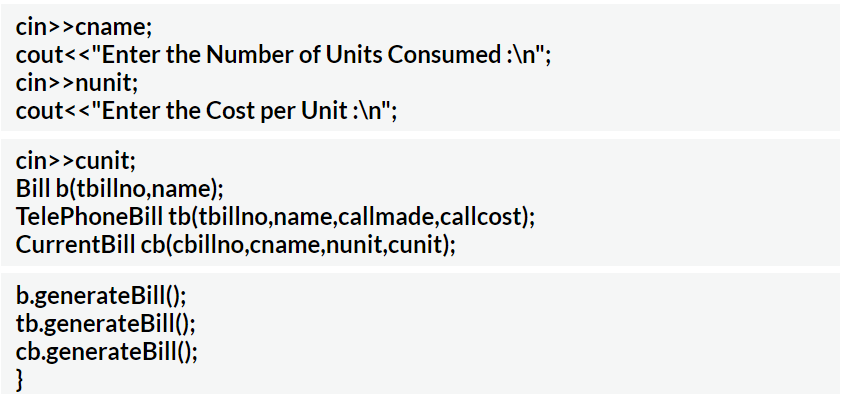 cin>>cname;
cout<<"Enter the Number of Units Consumed :\n";
cin>>nunit;
cout<<"Enter the Cost per Unit :\n";
cin>>cunit;
Bill b(tbillno,name);
TelePhoneBill tb(tbillno,name,callmade,callcost);
CurrentBill cb(cbillno,cname,nunit,cunit);
b.generateBill();
tb.generateBill();
cb.generateBill();
}